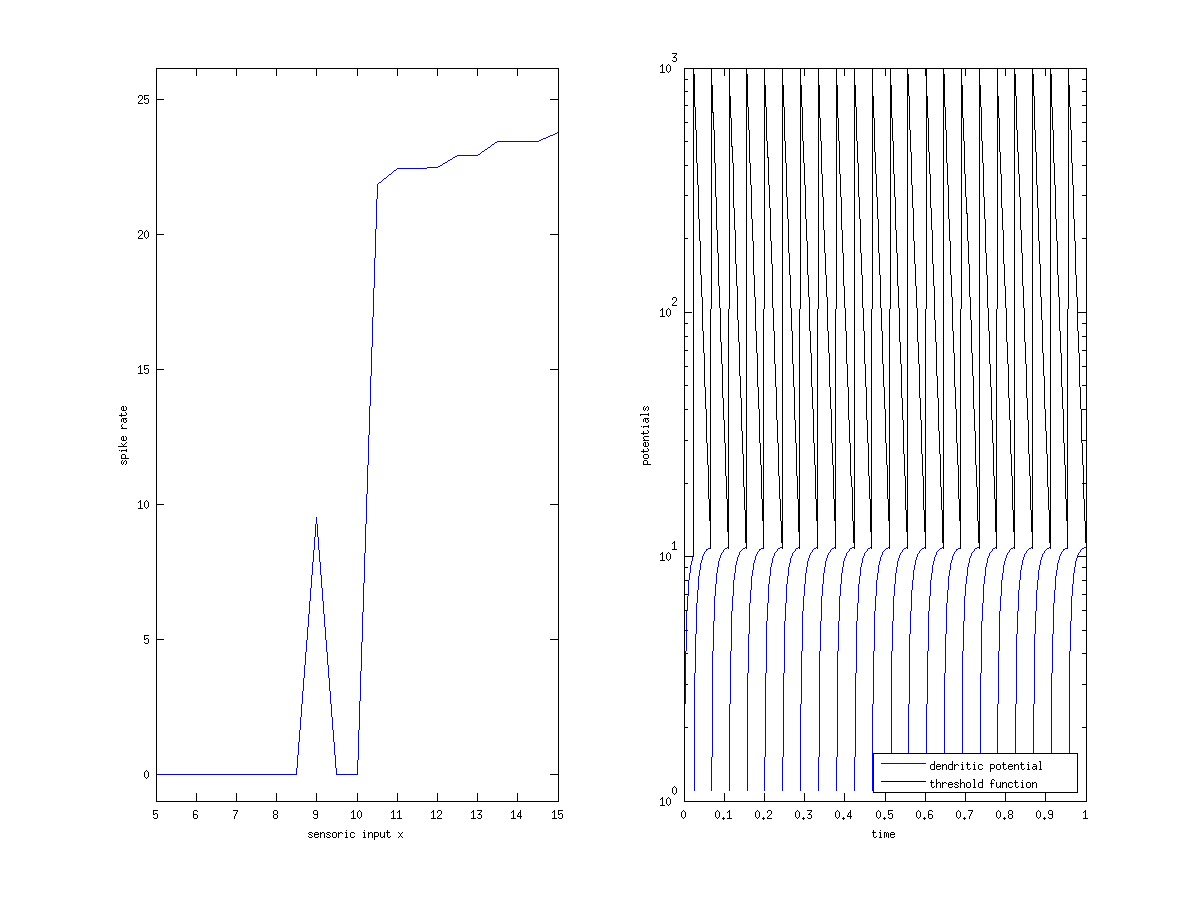 25
20
15
10
5
0
spike rate
5 6 7 8 9 10 11 12 13 14 15
sensoric input x
10^3
10^2
10^1
10^0
potentials
dendritic potential
threshold function
0 0.1 0.2 0.3 0.4 0.5 0.6 0.7 0.8 0.9 1
time